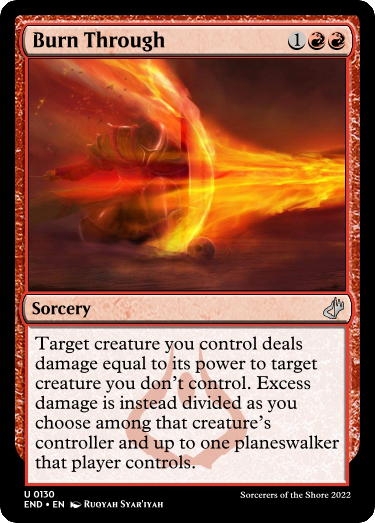 Burn Through 1
Sorcery
Target creature you control deals
damage equal to its power to target
creature you don't control. Excess
damage is instead divided as you
choose among that creature's
controller and up to one planeswalker
that player controls.
U 0130
END • EN Ruoyah Syar'iyah
Sorcerers of the Shore 2022